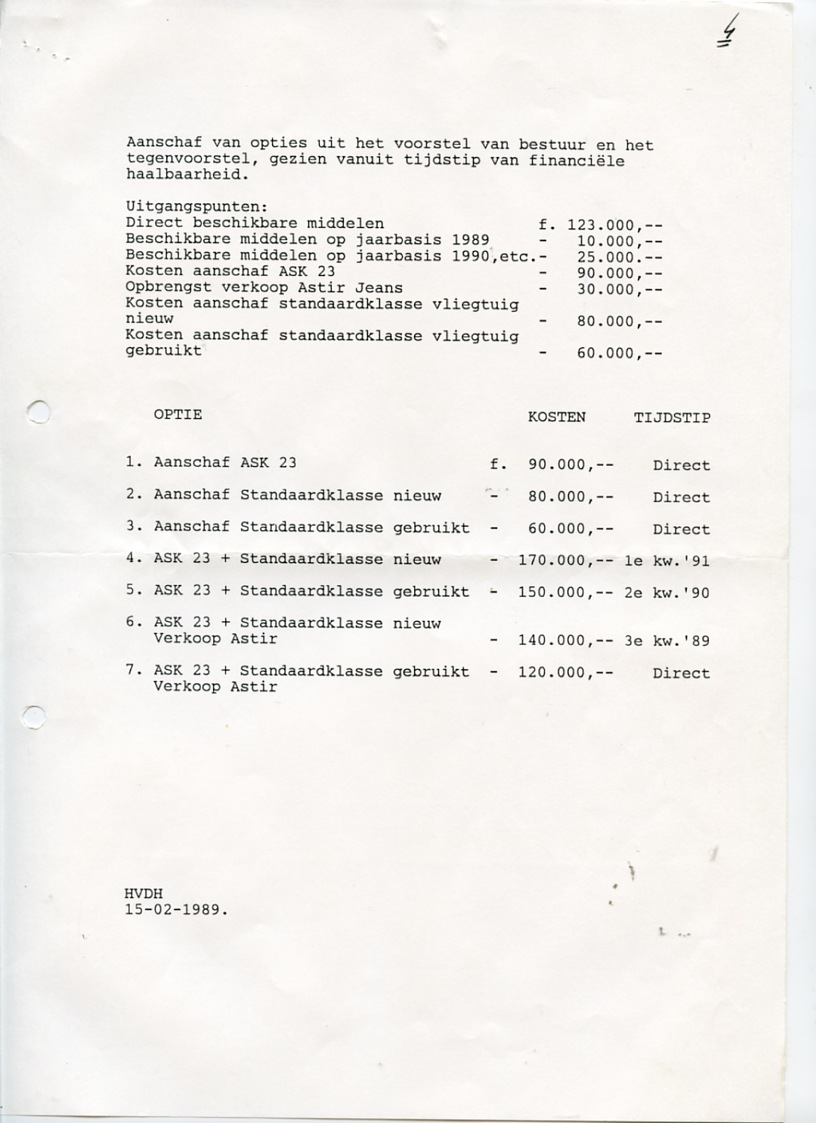 4
Aanschaf van opties uit het voorstel van bestuur en het
tegenvoorstel, gezien vanuit tijdstip van financiële
haalbaarheid.
Uitgangspunten:
Direct beschikbare middelen f. 123.000,--
Beschikbare middelen op jaarbasis 1989 - 10.000,--
Beschikbare middelen op jaarbasis 1990,etc.- 25.000.--
Kosten aanschaf ASK 23 - 90.000,--
Opbrengst verkoop Astir Jeans - 30.000,--
Kosten aanschaf standaardklasse vliegtuig
nieuw - 80.000,--
Kosten aanschaf standaardklasse vliegtuig
gebruikt - 60.000,--
OPTIE KOSTEN TIJDSTIP
1. Aanschaf ASK 23 f. 90.000,-- Direct
2. Aanschaf Standaardklasse nieuw - 80.000,-- Direct
3. Aanschaf Standaardklasse gebruikt - 60.000,-- Direct
4. ASK 23 + Standaardklasse nieuw - 170.000,-- 1e kw.'91
5. ASK 23 + Standaardklasse gebruikt - 150.000,-- 2e kw.'90
6. ASK 23 + Standaardklasse nieuw
Verkoop Astir - 140.000,-- 3e kw.'89
7. ASK 23 + Standaardklasse gebruikt - 120.000,-- Direct
Verkoop Astir
HVDH
15-02-1989.